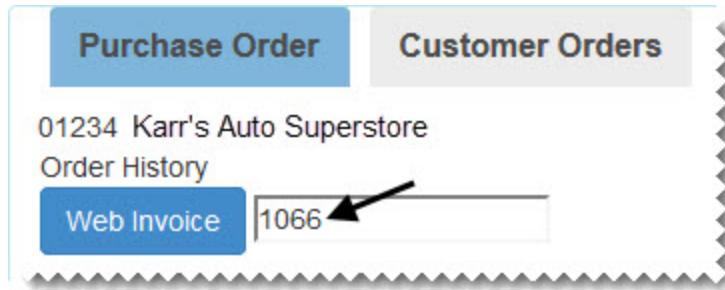 Purchase Order Customer Orders
01234 Karr's Auto Superstore
Order History
Web Invoice 1066